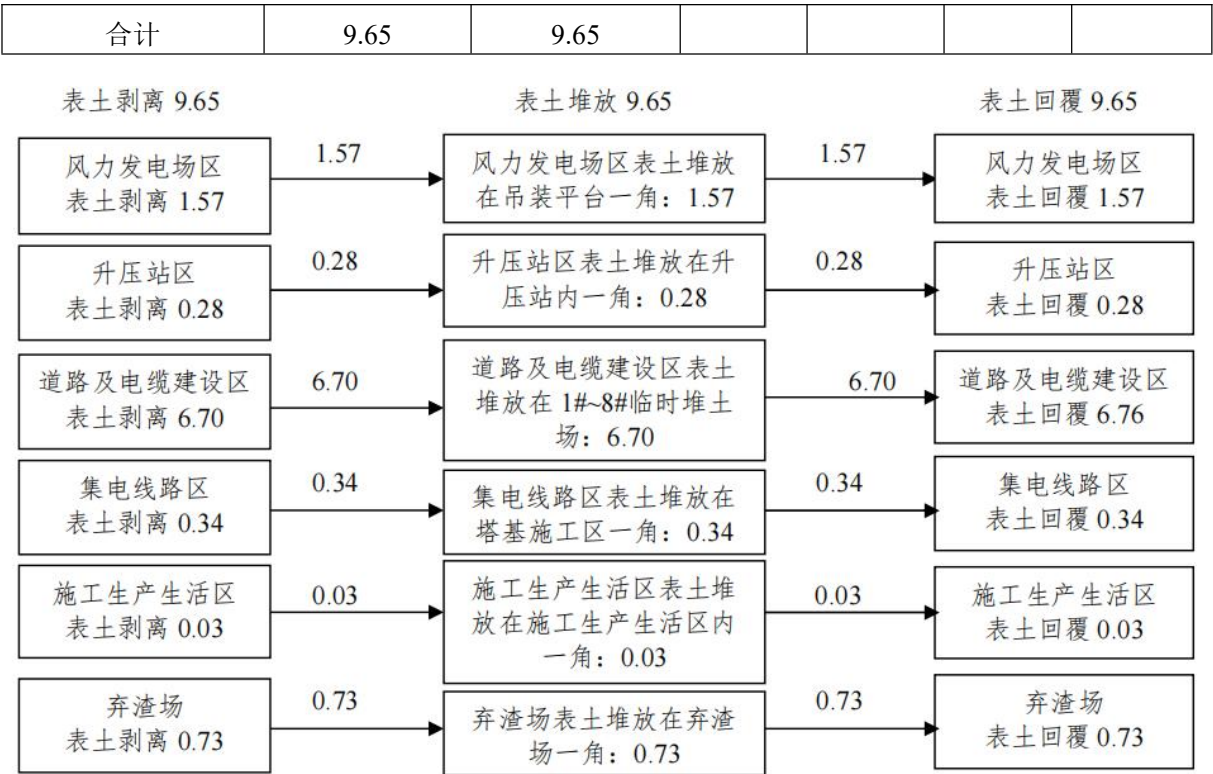 合计 9.65 9.65
表土剥离 9.65 表土堆放 9.65 表土回覆 9.65
风力发电场区
表土剥离 1.57
1.57
风力发电场区表土堆放
在吊装平台一角：1.57
1.57
风力发电场区
表土回覆 1.57
升压站区
表土剥离 0.28
0.28
升压站区表土堆放在升
压站内一角：0.28
0.28
升压站区
表土回覆 0.28
道路及电缆建设区
表土剥离 6.70
6.70
道路及电缆建设区表土
堆放在 1#~8#临时堆土
场：6.70
6.70
道路及电缆建设区
表土回覆 6.76
集电线路区
表土剥离 0.34
0.34
集电线路区表土堆放在
塔基施工区一角：0.34
0.34
集电线路区
表土回覆 0.34
施工生产生活区
表土剥离 0.03
0.03
施工生产生活区表土堆
放在施工生产生活区内
一角：0.03
0.03
施工生产生活区
表土回覆 0.03
弃渣场
表土剥离 0.73
0.73
弃渣场表土堆放在弃渣
场一角：0.73
0.73
弃渣场
表土回覆 0.73